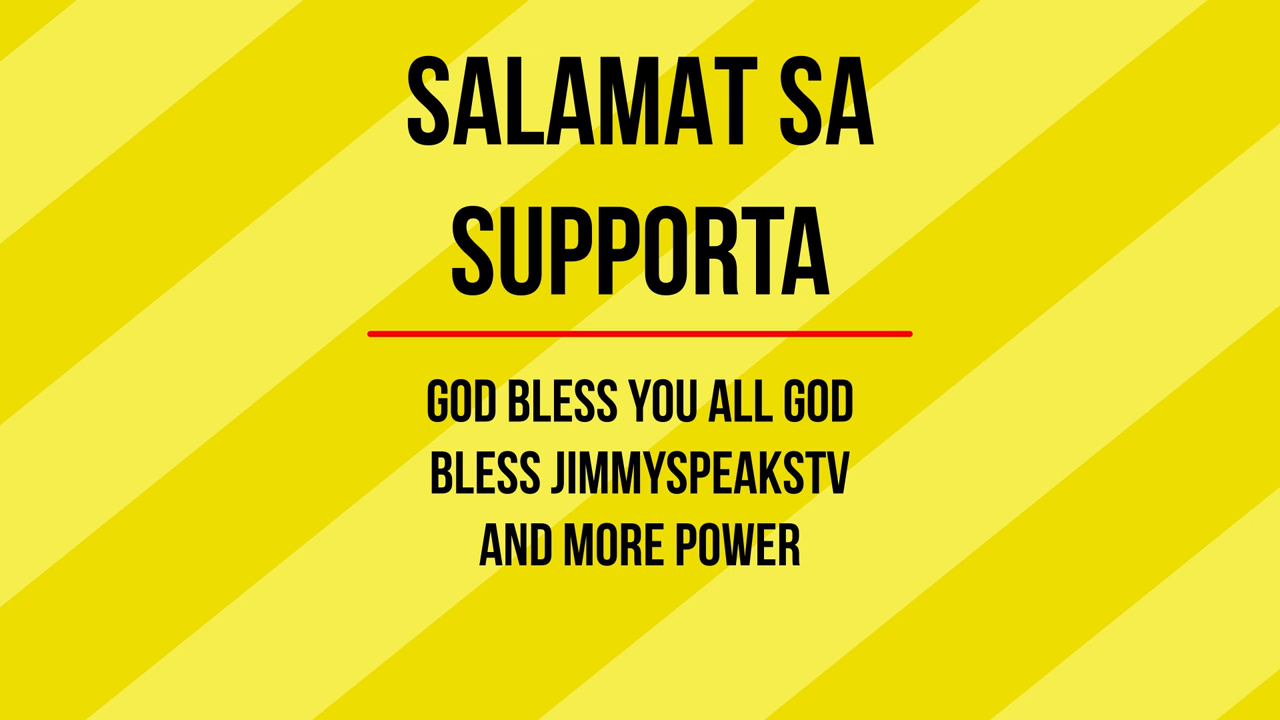 SALAMAT SA
SUPPORTA
GOD BLESS YOU ALL GOD
BLESS JIMMYSPEAKSTV
AND MORE POWER